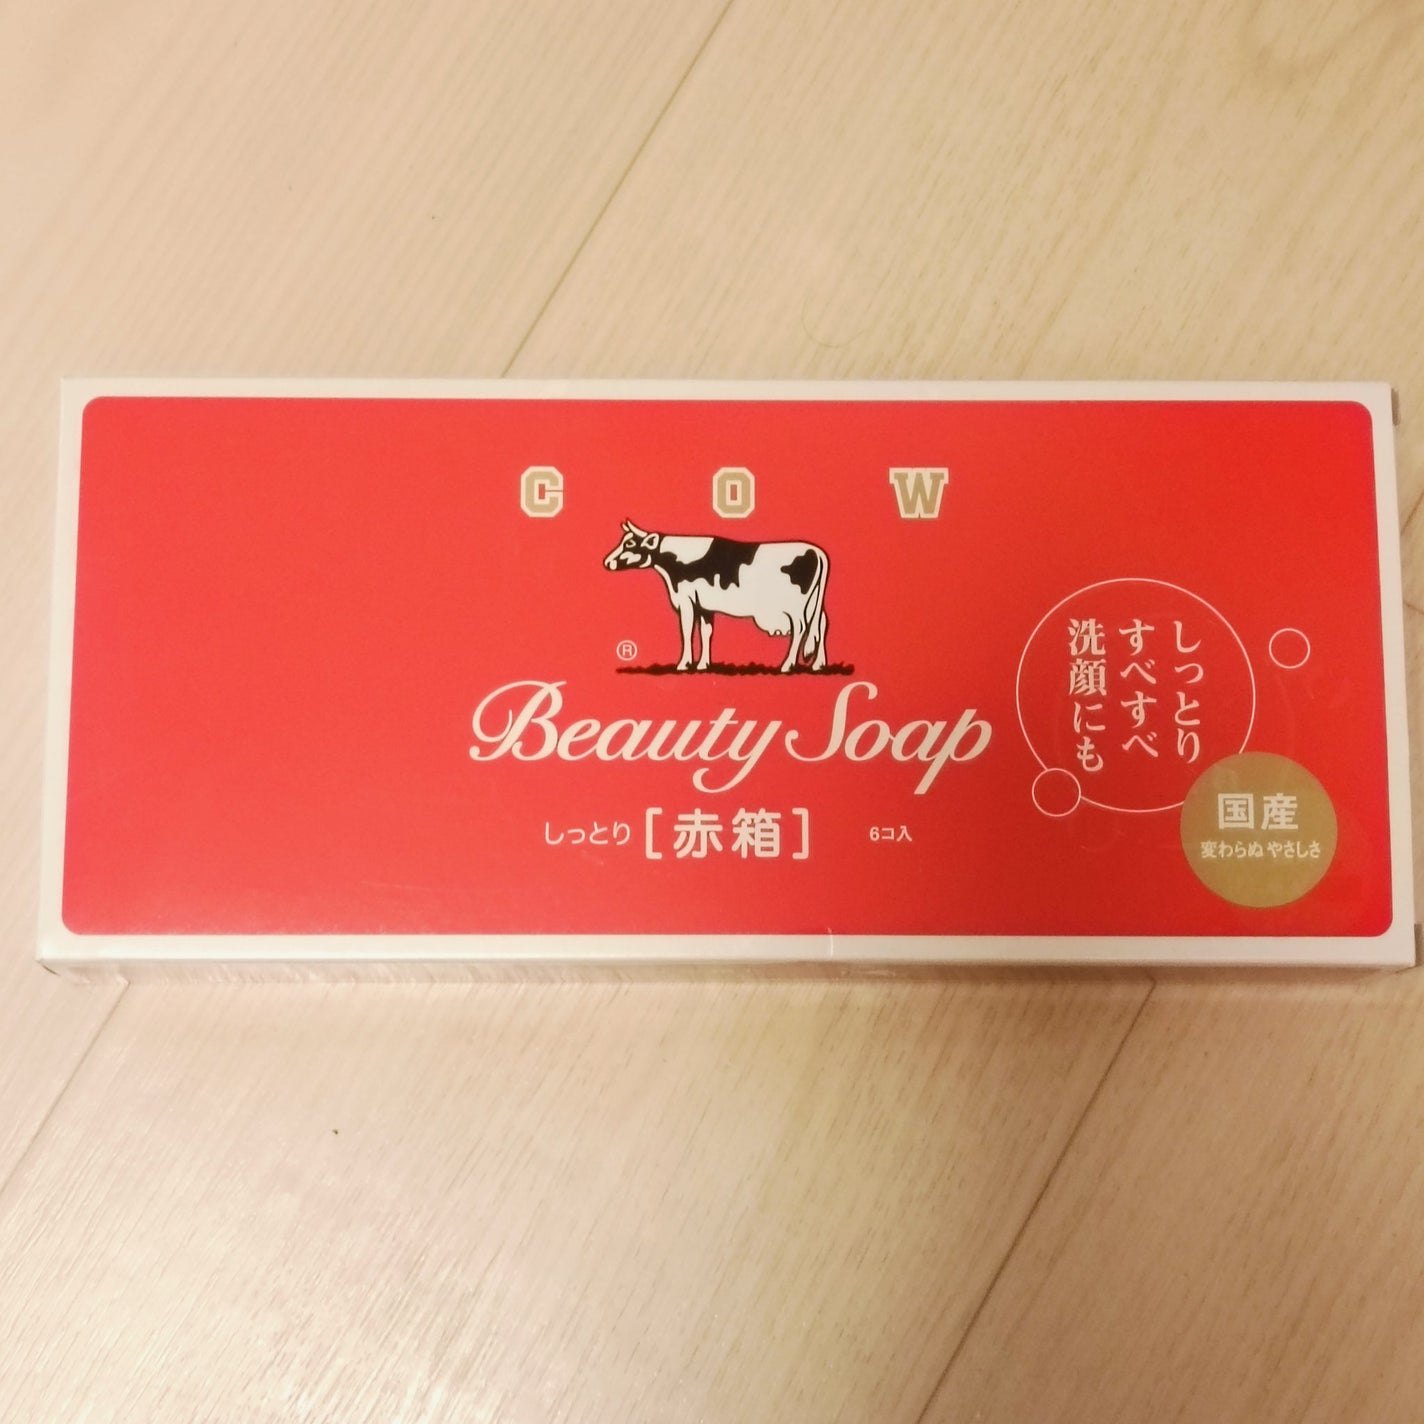 C O W
®
Beauty Soap
しっとり [赤箱] 6コ入
しっとり
すべすべ
洗顔にも
国産
変わらぬ やさしさ